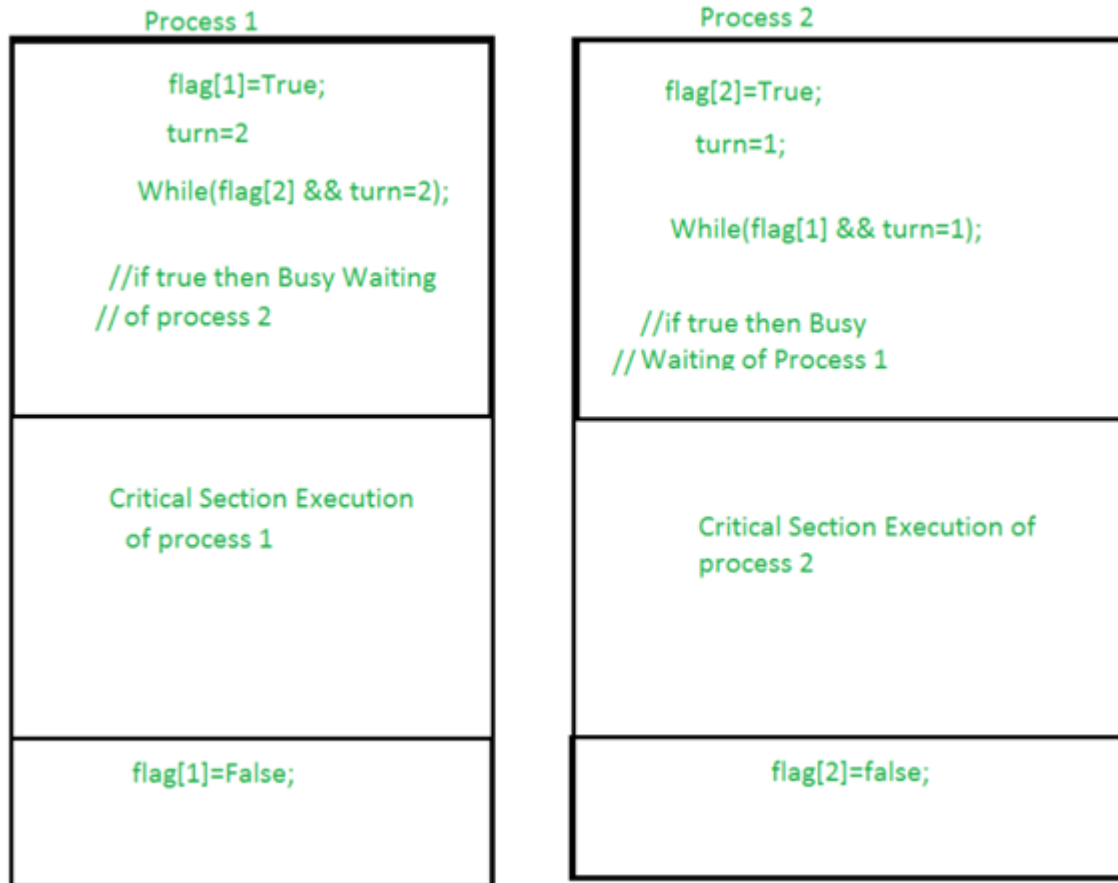 Process 1
flag[1]=True;
turn=2
While(flag[2] && turn=2);
//if true then Busy Waiting
// of process 2
Critical Section Execution
of process 1
flag[1]=False;
Process 2
flag[2]=True;
turn=1;
While(flag[1] && turn=1);
//if true then Busy
// Waiting of Process 1
Critical Section Execution of
process 2
flag[2]=false;